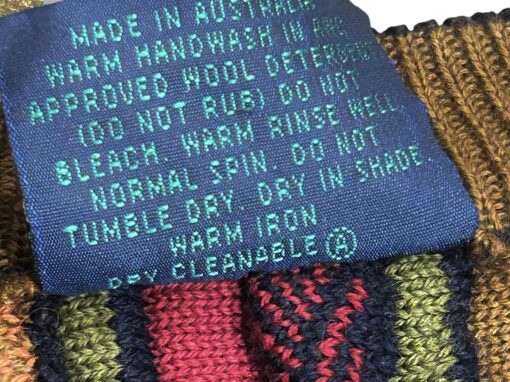 MADE IN AUSTRALIA
WARM HANDWASH IN AWC
APPROVED WOOL DETERGENT
(DO NOT RUB) DO NOT
BLEACH. WARM RINSE WELL.
NORMAL SPIN. DO NOT
TUMBLE DRY. DRY IN SHADE.
WARM IRON
DRY CLEANABLE Ⓐ